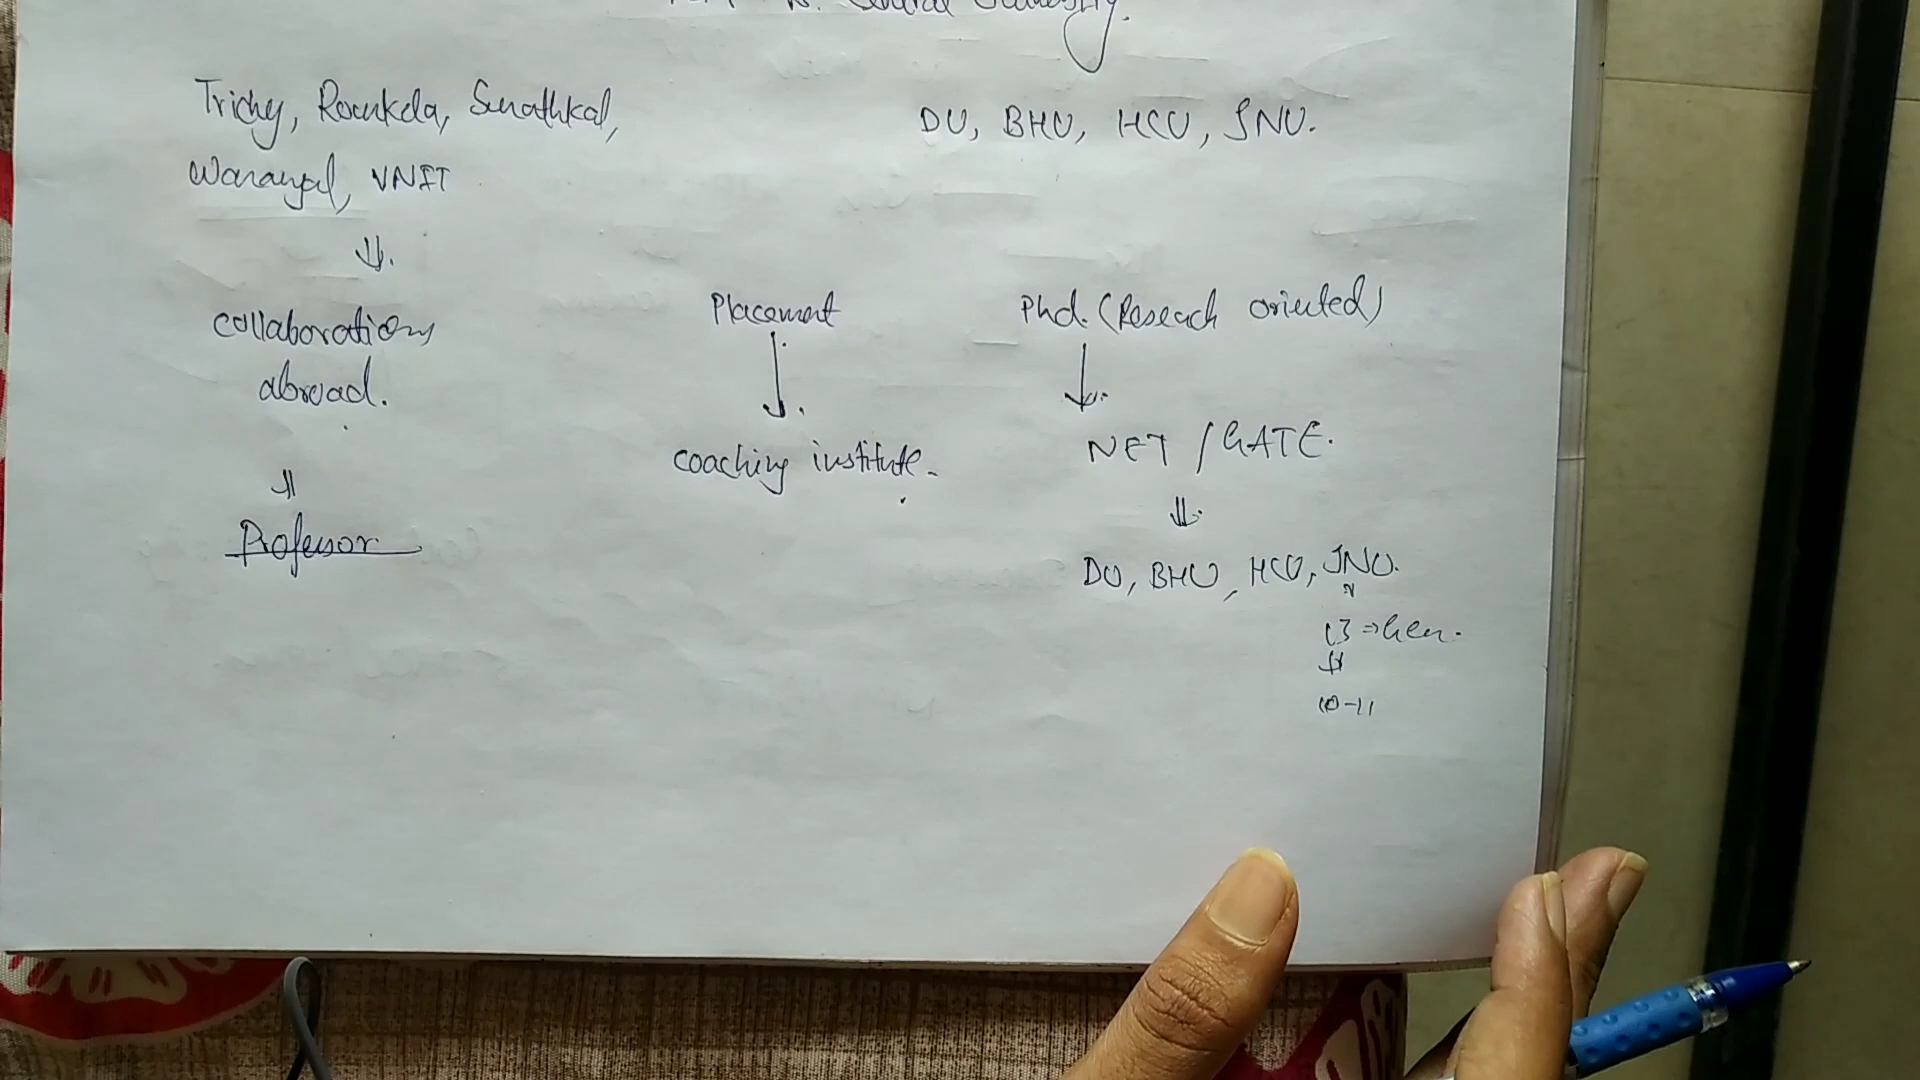 Trichy, Rourkela, Surathkal,
Warangal, VNIT
DU, BHU, HCU, JNU.
collaborations
abroad.
Professor
Placement
coaching institute.
Phd. (Reseach oriented)
NET / GATE.
DU, BHU, HCU, JNU.
13 ⇒ Gen.
10-11